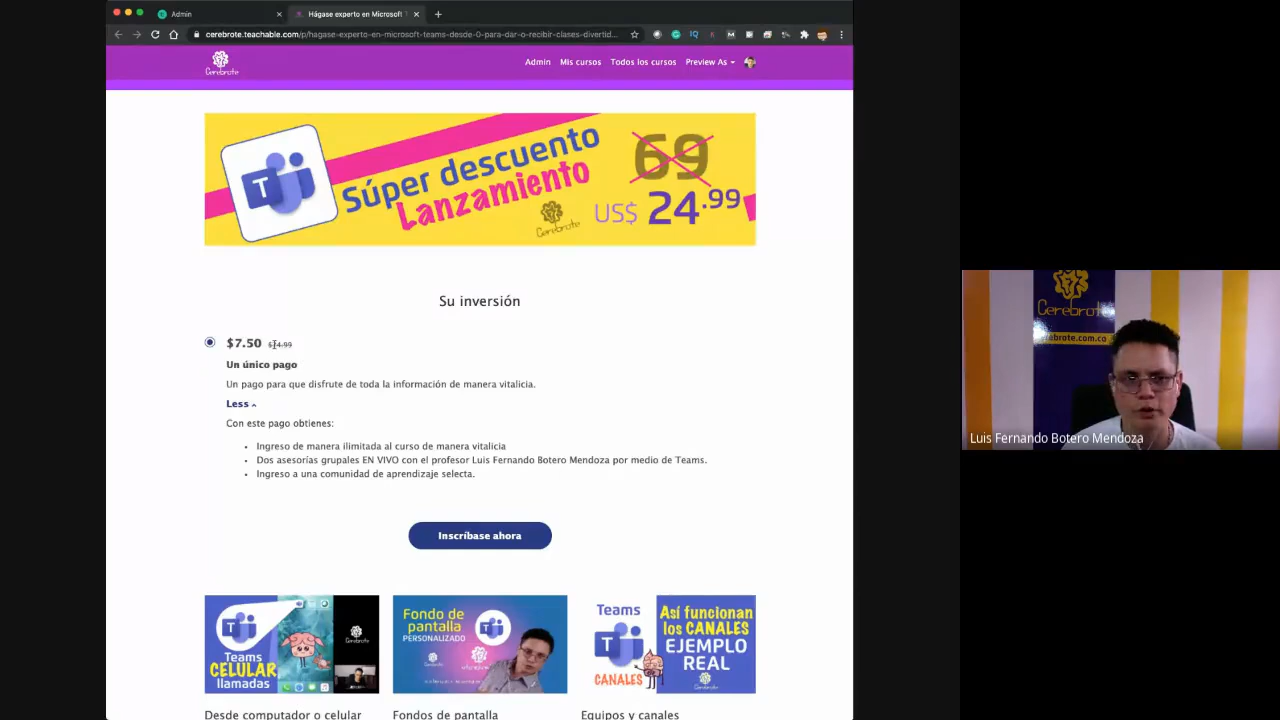 Admin
Hágase experto en Microsoft
cerebrote.teachable.com/p/hagase-experto-en-microsoft-teams-desde-0-para-dar-o-recibir-clases-divertid...
Cerebrote
Admin
Mis cursos
Todos los cursos
Preview As
T
Súper descuento
Lanzamiento
Cerebrote
69
US$ 24.99
Su inversión
$7.50
Un único pago
Un pago para que disfrute de toda la información de manera vitalicia.
Less
Con este pago obtienes:
• Ingreso de manera ilimitada al curso de manera vitalicia
• Dos asesorías grupales EN VIVO con el profesor Luis Fernando Botero Mendoza por medio de Teams.
• Ingreso a una comunidad de aprendizaje selecta.
Inscríbase ahora
T
Teams
CELULAR
llamadas
Fondo de
pantalla
PERSONALIZADO
T
Teams
T
CANALES
Así funcionan
los CANALES
EJEMPLO
REAL
Desde computador o celular
Fondos de pantalla
Equipos y canales
Cerebrote
Luis Fernando Botero Mendoza